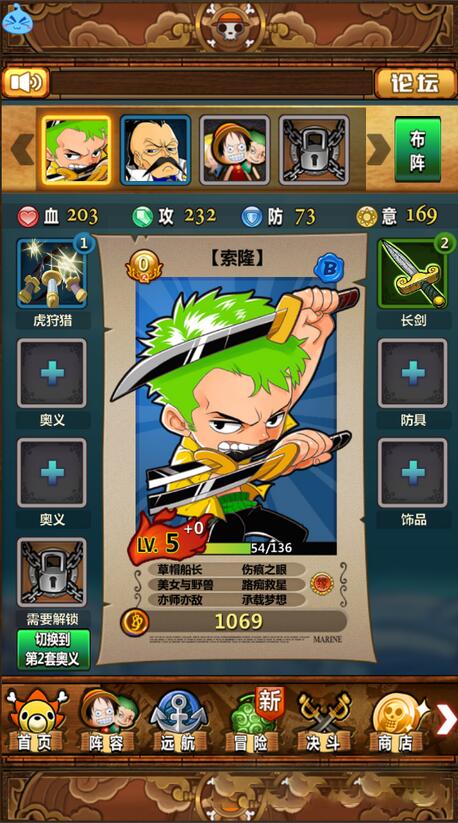 论坛
布
阵
血 203 攻 232 防 73 意 169
1
虎狩猎
奥义
奥义
需要解锁
切换到
第2套奥义
0
【索隆】
B
LV. 5 +0
54/136
草帽船长 伤痕之眼
美女与野兽 路痴救星
亦师亦敌 承载梦想
1069
MARINE
2
长剑
防具
饰品
新
首页 阵容 远航 冒险 决斗 商店